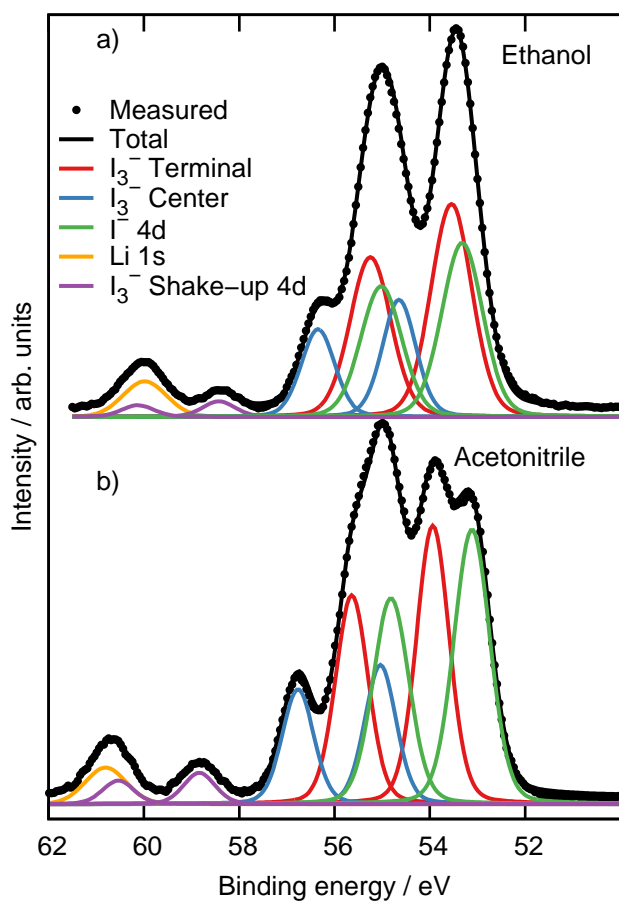 a)
Ethanol
Measured
Total
I₃⁻ Terminal
I₃⁻ Center
I⁻ 4d
Li 1s
I₃⁻ Shake−up 4d
b)
Acetonitrile
Intensity / arb. units
62 60 58 56 54 52
Binding energy / eV